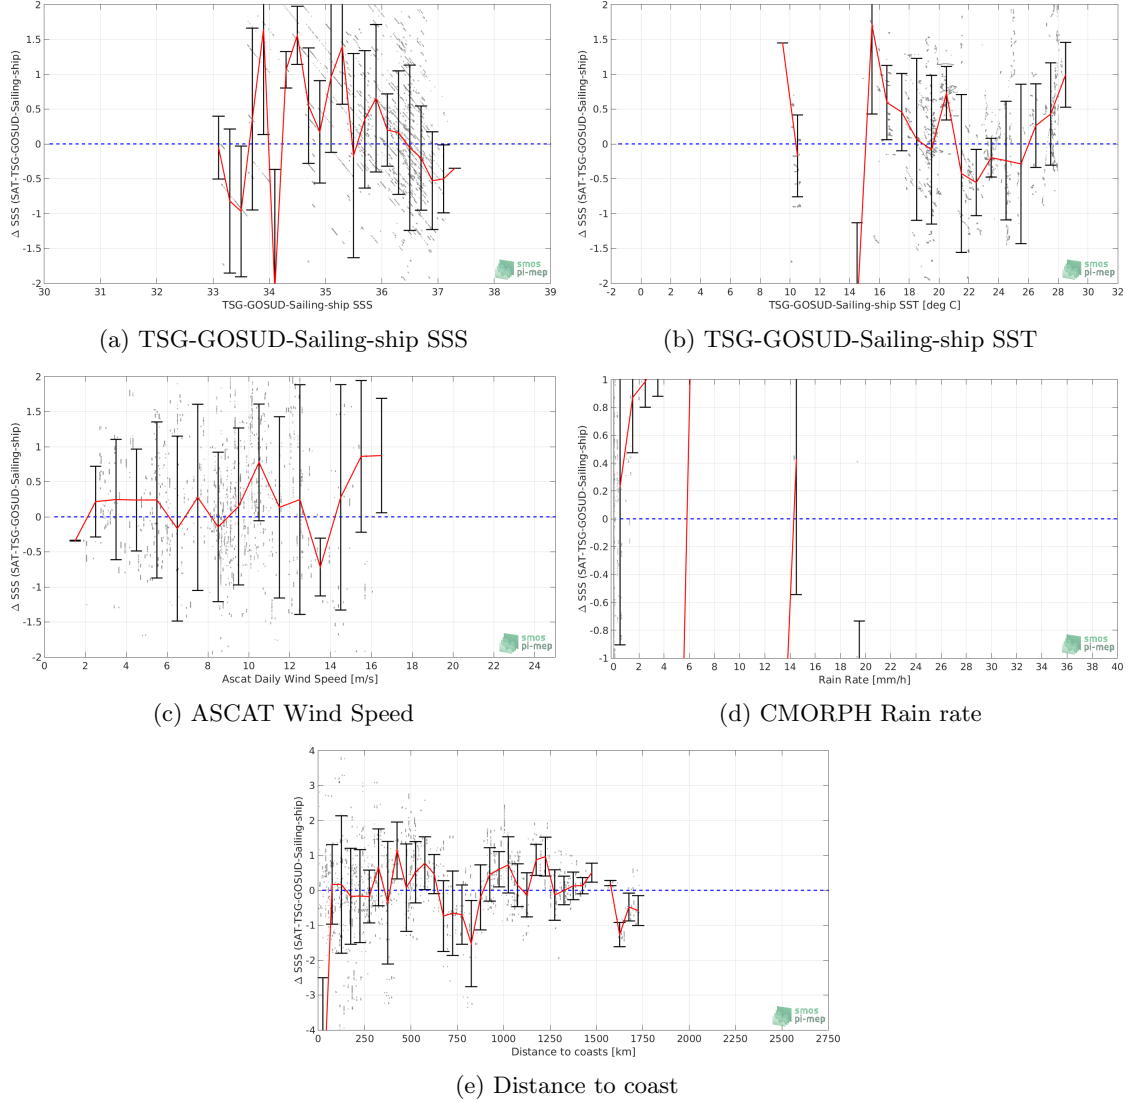 2
1.5
1
0.5
0
-0.5
-1
-1.5
-2
Δ SSS (SAT-TSG-GOSUD-Sailing-ship)
30 31 32 33 34 35 36 37 38 39
TSG-GOSUD-Sailing-ship SSS
smos
pi-mep
(a) TSG-GOSUD-Sailing-ship SSS
2
1.5
1
0.5
0
-0.5
-1
-1.5
-2
Δ SSS (SAT-TSG-GOSUD-Sailing-ship)
-2 0 2 4 6 8 10 12 14 16 18 20 22 24 26 28 30 32
TSG-GOSUD-Sailing-ship SST [deg C]
smos
pi-mep
(b) TSG-GOSUD-Sailing-ship SST
2
1.5
1
0.5
0
-0.5
-1
-1.5
-2
Δ SSS (SAT-TSG-GOSUD-Sailing-ship)
0 2 4 6 8 10 12 14 16 18 20 22 24
Ascat Daily Wind Speed [m/s]
smos
pi-mep
(c) ASCAT Wind Speed
1
0.8
0.6
0.4
0.2
0
-0.2
-0.4
-0.6
-0.8
-1
Δ SSS (SAT-TSG-GOSUD-Sailing-ship)
0 2 4 6 8 10 12 14 16 18 20 22 24 26 28 30 32 34 36 38 40
Rain Rate [mm/h]
smos
pi-mep
(d) CMORPH Rain rate
4
3
2
1
0
-1
-2
-3
-4
Δ SSS (SAT-TSG-GOSUD-Sailing-ship)
0 250 500 750 1000 1250 1500 1750 2000 2250 2500 2750
Distance to coasts [km]
smos
pi-mep
(e) Distance to coast